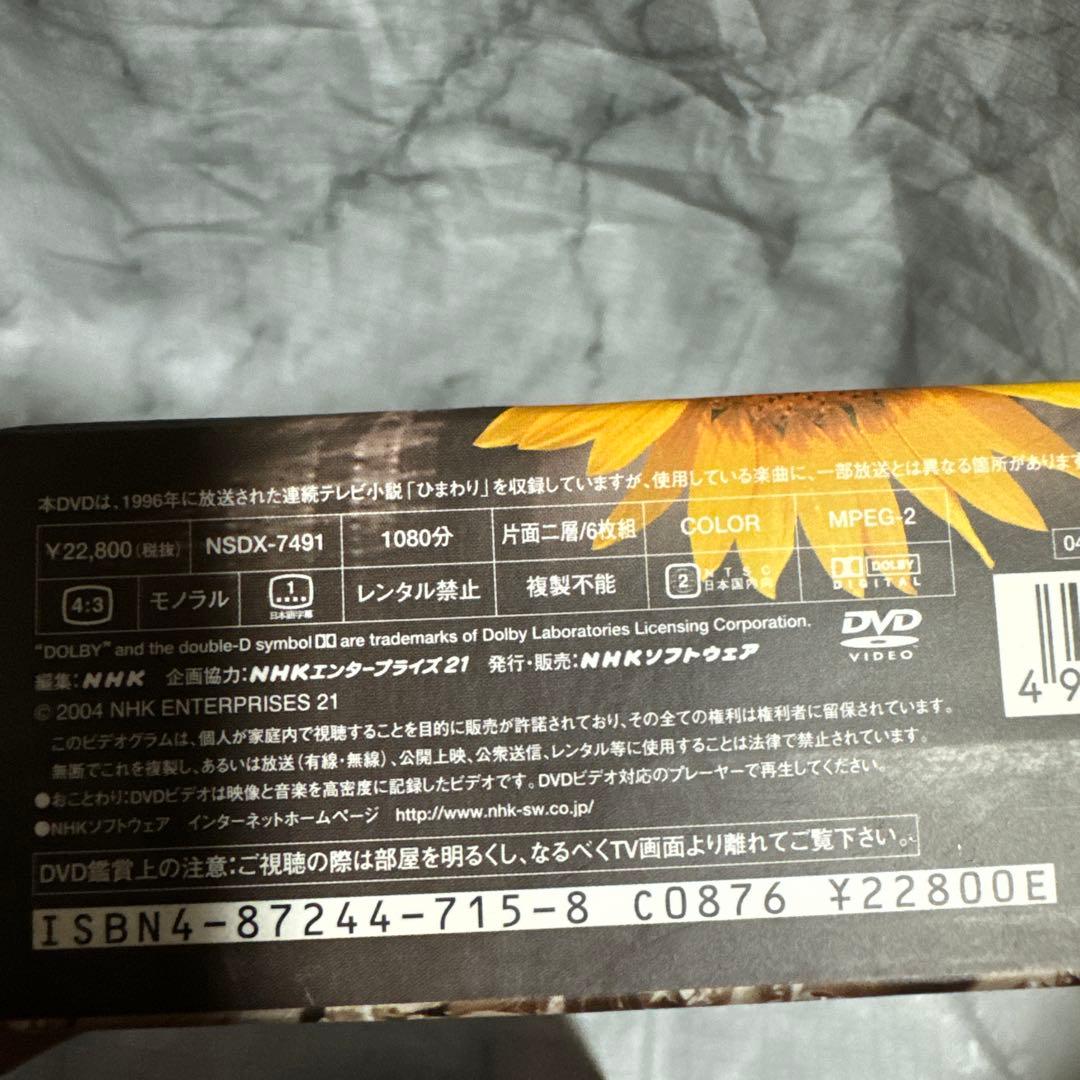 本DVDは、1996年に放送された連続テレビ小説「ひまわり」を収録していますが、使用している楽曲に、一部放送とは異なる箇所があります
¥22,800(税抜) NSDX-7491 1080分 片面二層/6枚組 COLOR MPEG-2
04
4:3 モノラル 1 日本語字幕 レンタル禁止 複製不能 2 NTSC 日本国内向 DOLBY DIGITAL
"DOLBY" and the double-D symbol are trademarks of Dolby Laboratories Licensing Corporation.
DVD VIDEO
編集:NHK 企画協力:NHKエンタープライズ21 発行・販売:NHKソフトウェア
49
© 2004 NHK ENTERPRISES 21
このビデオグラムは、個人が家庭内で視聴することを目的に販売が許諾されており、その全ての権利は権利者に留保されています。
無断でこれを複製し、あるいは放送(有線・無線)、公開上映、公衆送信、レンタル等に使用することは法律で禁止されています。
●おことわり:DVDビデオは映像と音楽を高密度に記録したビデオです。DVDビデオ対応のプレーヤーで再生してください。
●NHKソフトウェア インターネットホームページ http://www.nhk-sw.co.jp/
DVD鑑賞上の注意:ご視聴の際は部屋を明るくし、なるべくTV画面より離れてご覧下さい。
ISBN4-87244-715-8 C0876 ¥22800E